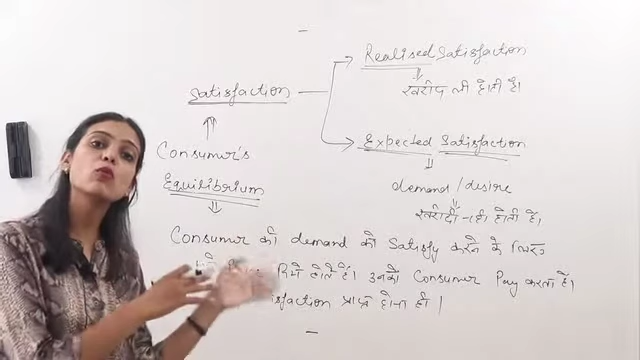 Realised Satisfaction
खरीद ली होती है।
Satisfaction
Consumer's
Equilibrium
Expected Satisfaction
demand/desire
खरीदी नहीं होती है।
Consumer की demand को Satisfy करने के लिए
होते हैं। उनको Consumer Pay करता है।
प्राप्त होना हो।